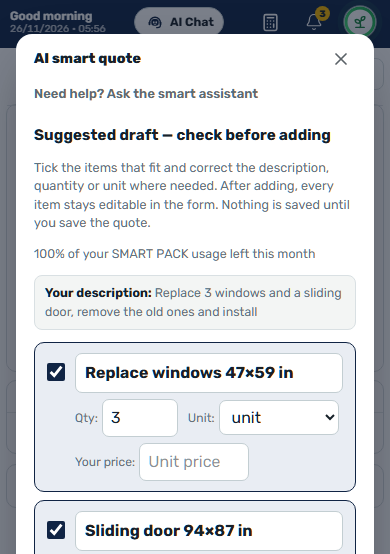 Good morning
26/11/2026 • 05:56
AI Chat
3
AI smart quote
Need help? Ask the smart assistant
Suggested draft — check before adding
Tick the items that fit and correct the description,
quantity or unit where needed. After adding, every
item stays editable in the form. Nothing is saved until
you save the quote.
100% of your SMART PACK usage left this month
Your description: Replace 3 windows and a sliding
door, remove the old ones and install
Replace windows 47×59 in
Qty: 3 Unit: unit
Your price: Unit price
Sliding door 94×87 in